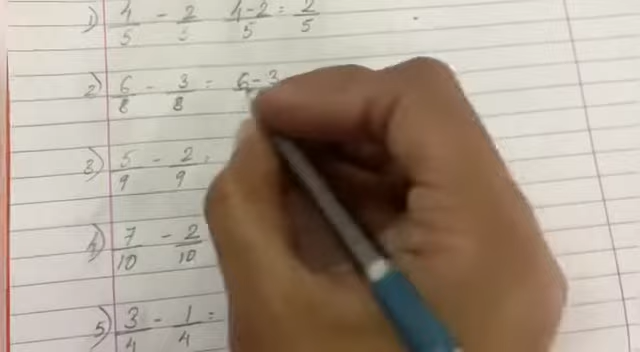 1) 4/5 - 2/5 4-2/5 = 2/5
2) 6/8 - 3/8 = 6-3
3) 5/9 - 2/9
4) 7/10 - 2/10
5) 3/4 - 1/4 =